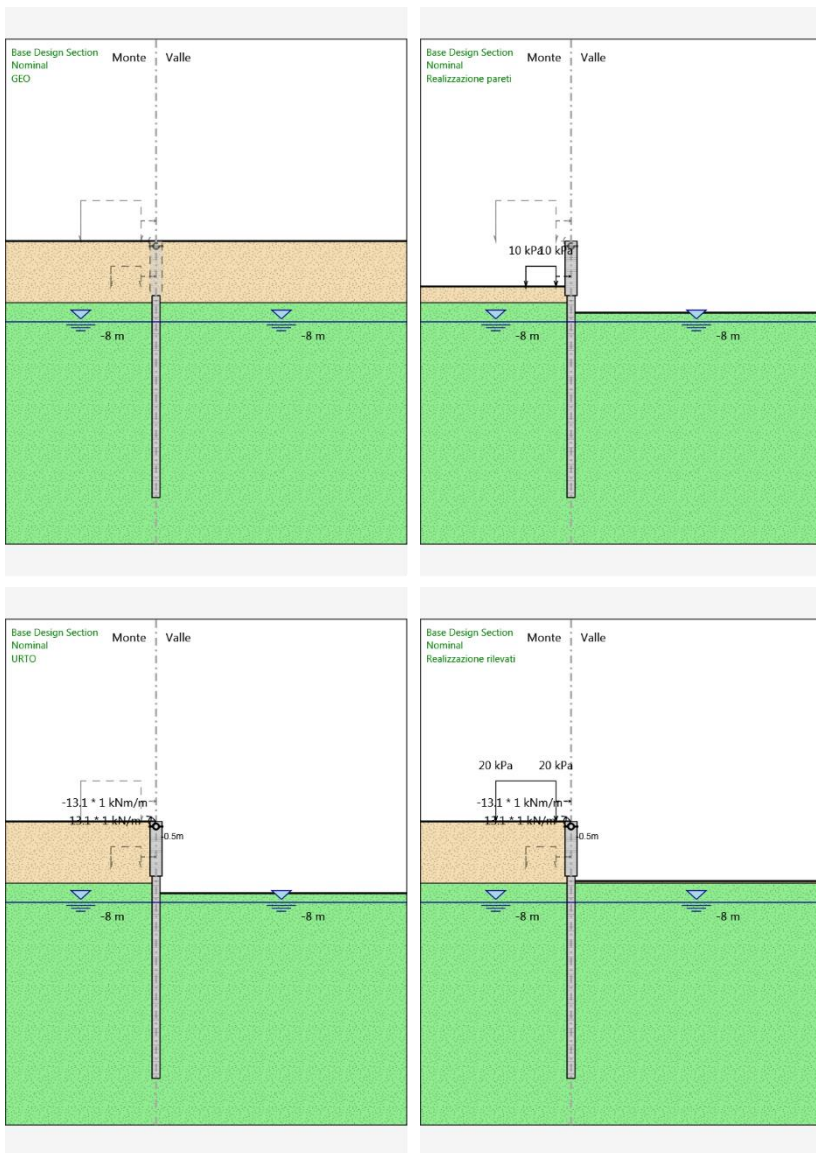 Base Design Section
Nominal
GEO
Monte Valle
-8 m -8 m
Base Design Section
Nominal
Realizzazione pareti
Monte Valle
10 kPa 10 kPa
-8 m -8 m
Base Design Section
Nominal
URTO
Monte Valle
-13.1 * 1 kNm/m
13.1 * 1 kN/m
-0.5m
-8 m -8 m
Base Design Section
Nominal
Realizzazione rilevati
Monte Valle
20 kPa 20 kPa
-13.1 * 1 kNm/m
13.1 * 1 kN/m
-0.5m
-8 m -8 m